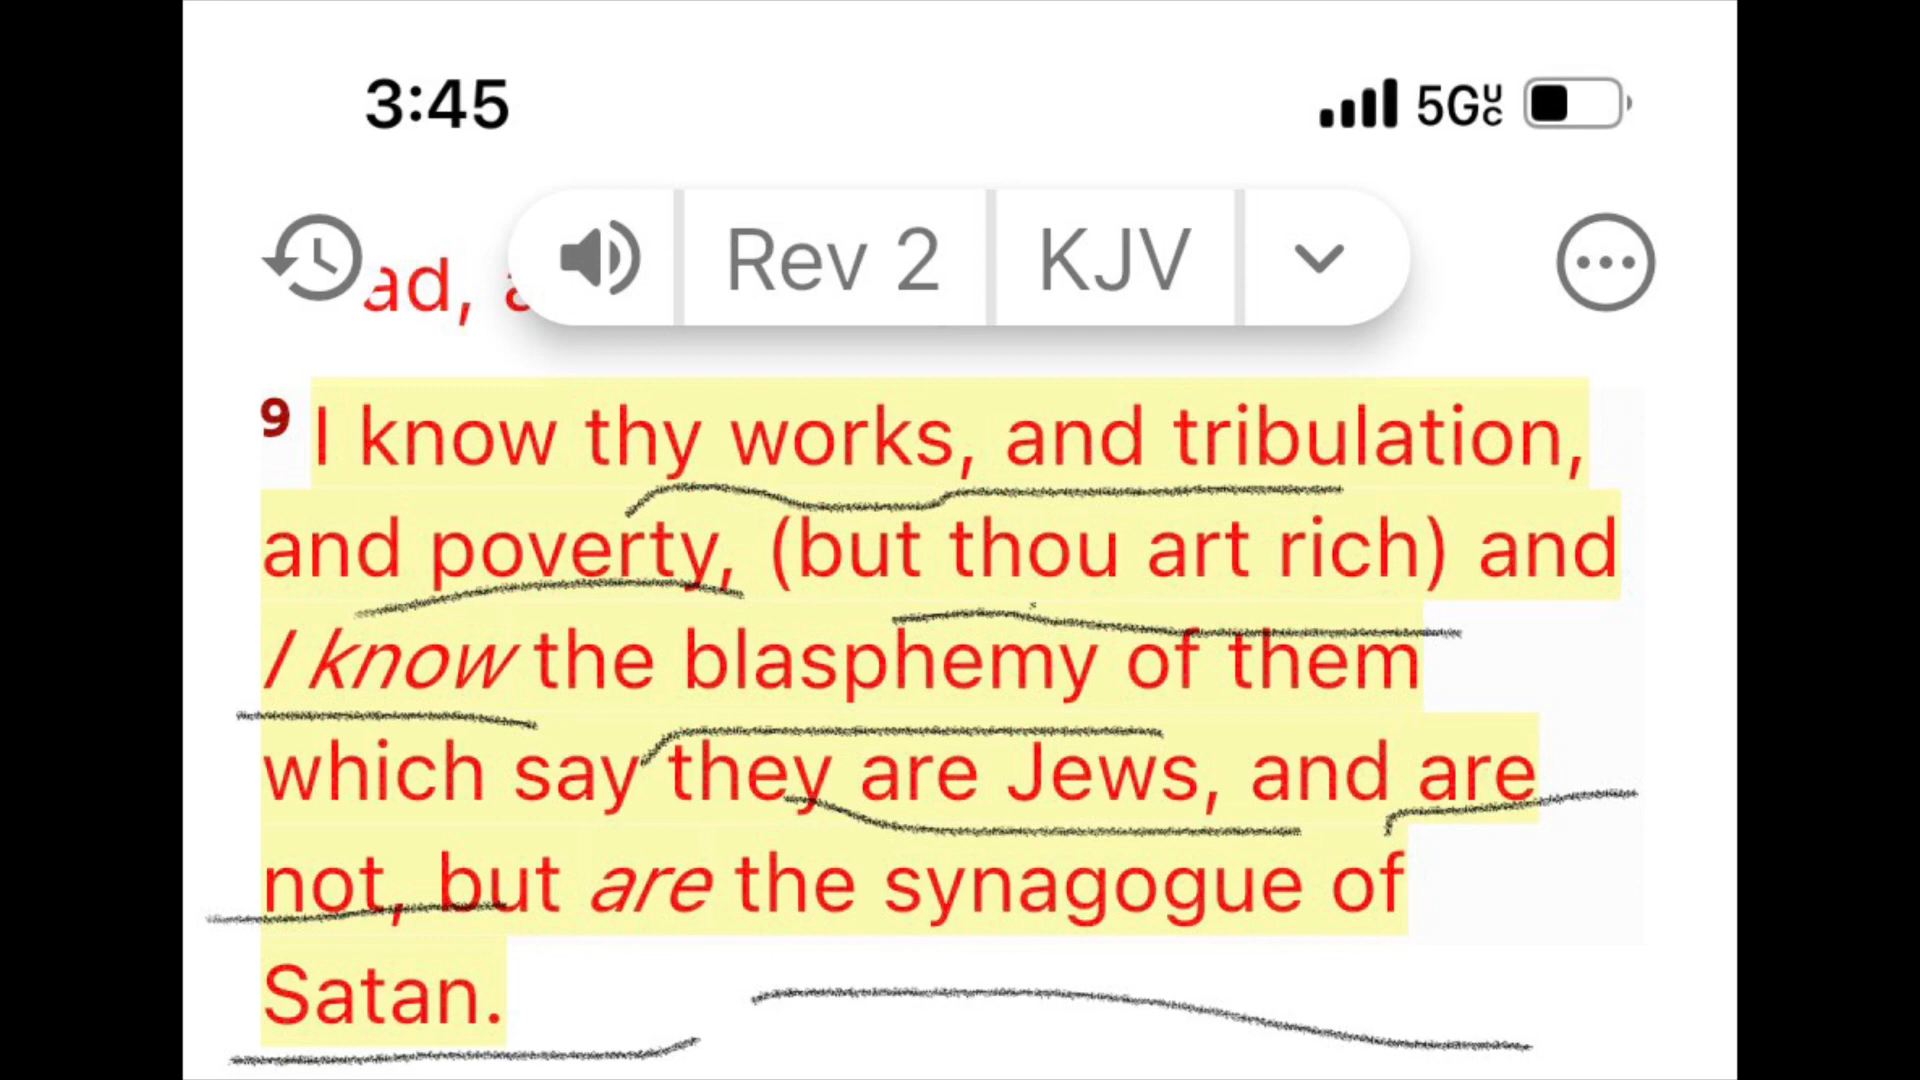 3:45 5GUC
ad,
Rev 2 KJV
9 I know thy works, and tribulation,
and poverty, (but thou art rich) and
I know the blasphemy of them
which say they are Jews, and are
not, but are the synagogue of
Satan.